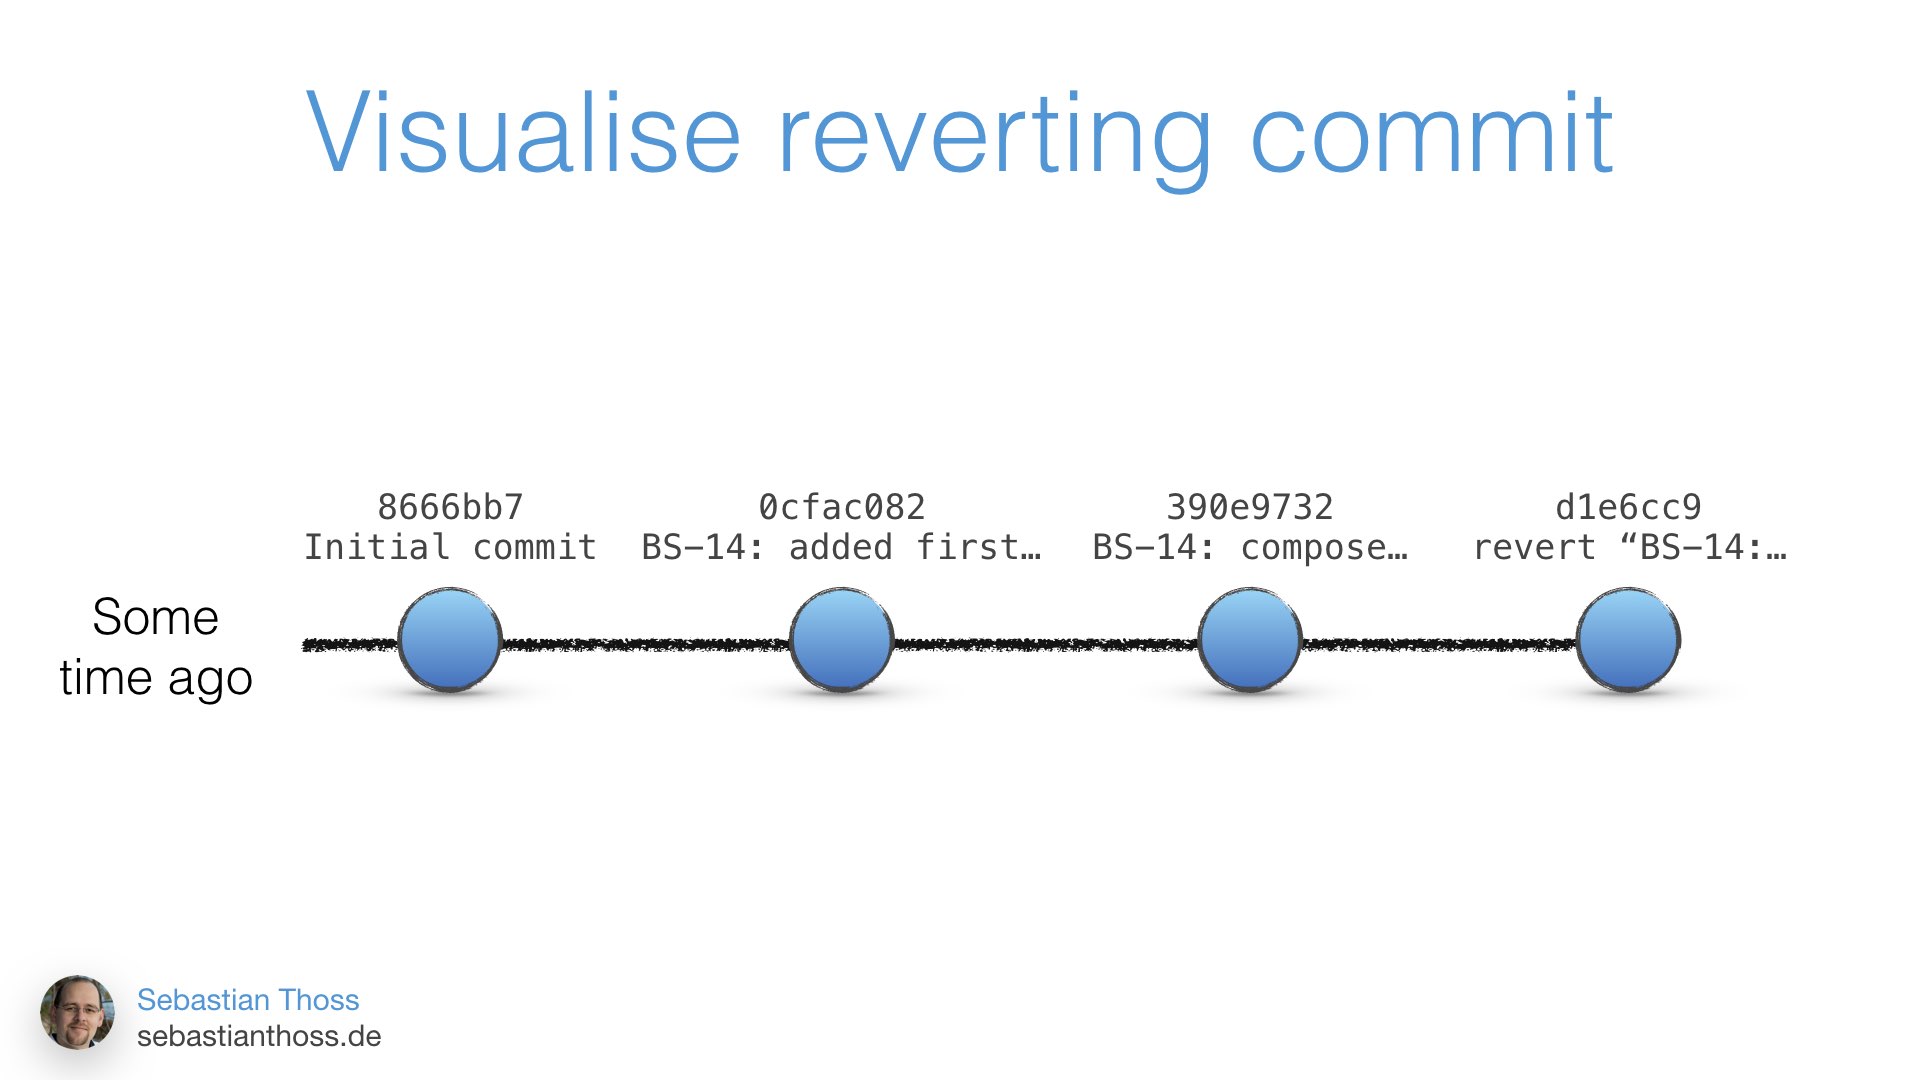 Visualise reverting commit
8666bb7
Initial commit
0cfac082
BS–14: added first…
390e9732
BS–14: compose…
d1e6cc9
revert “BS–14:…
Some
time ago
Sebastian Thoss
sebastianthoss.de